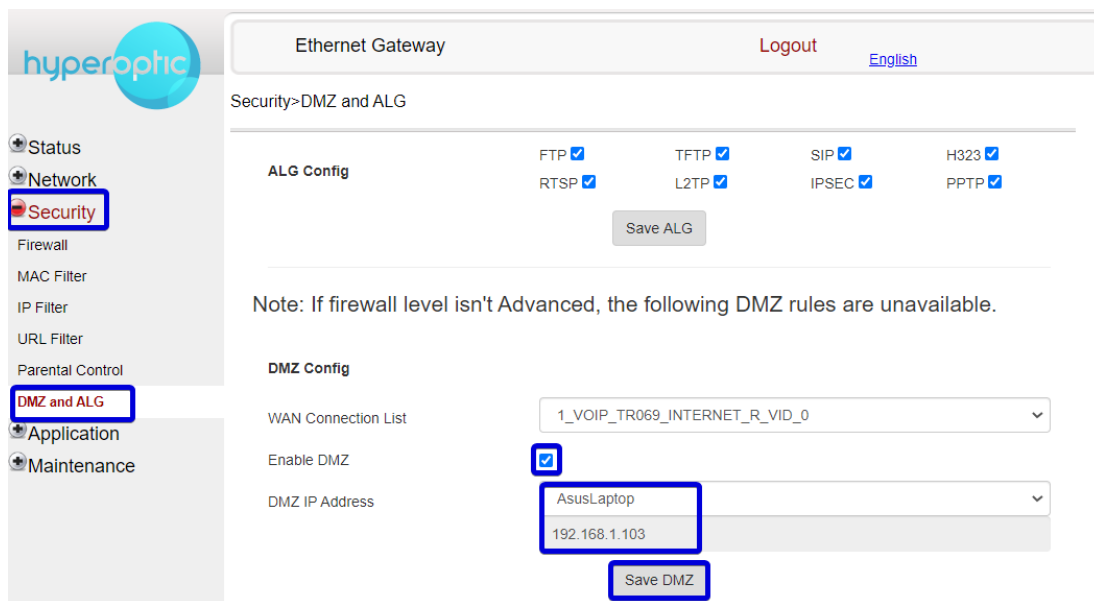 hyperoptic
Ethernet Gateway
Logout
English
Security>DMZ and ALG
Status
Network
Security
Firewall
MAC Filter
IP Filter
URL Filter
Parental Control
DMZ and ALG
Application
Maintenance
ALG Config
FTP TFTP SIP H323
RTSP L2TP IPSEC PPTP
Save ALG
Note: If firewall level isn't Advanced, the following DMZ rules are unavailable.
DMZ Config
WAN Connection List 1_VOIP_TR069_INTERNET_R_VID_0
Enable DMZ
DMZ IP Address AsusLaptop
192.168.1.103
Save DMZ